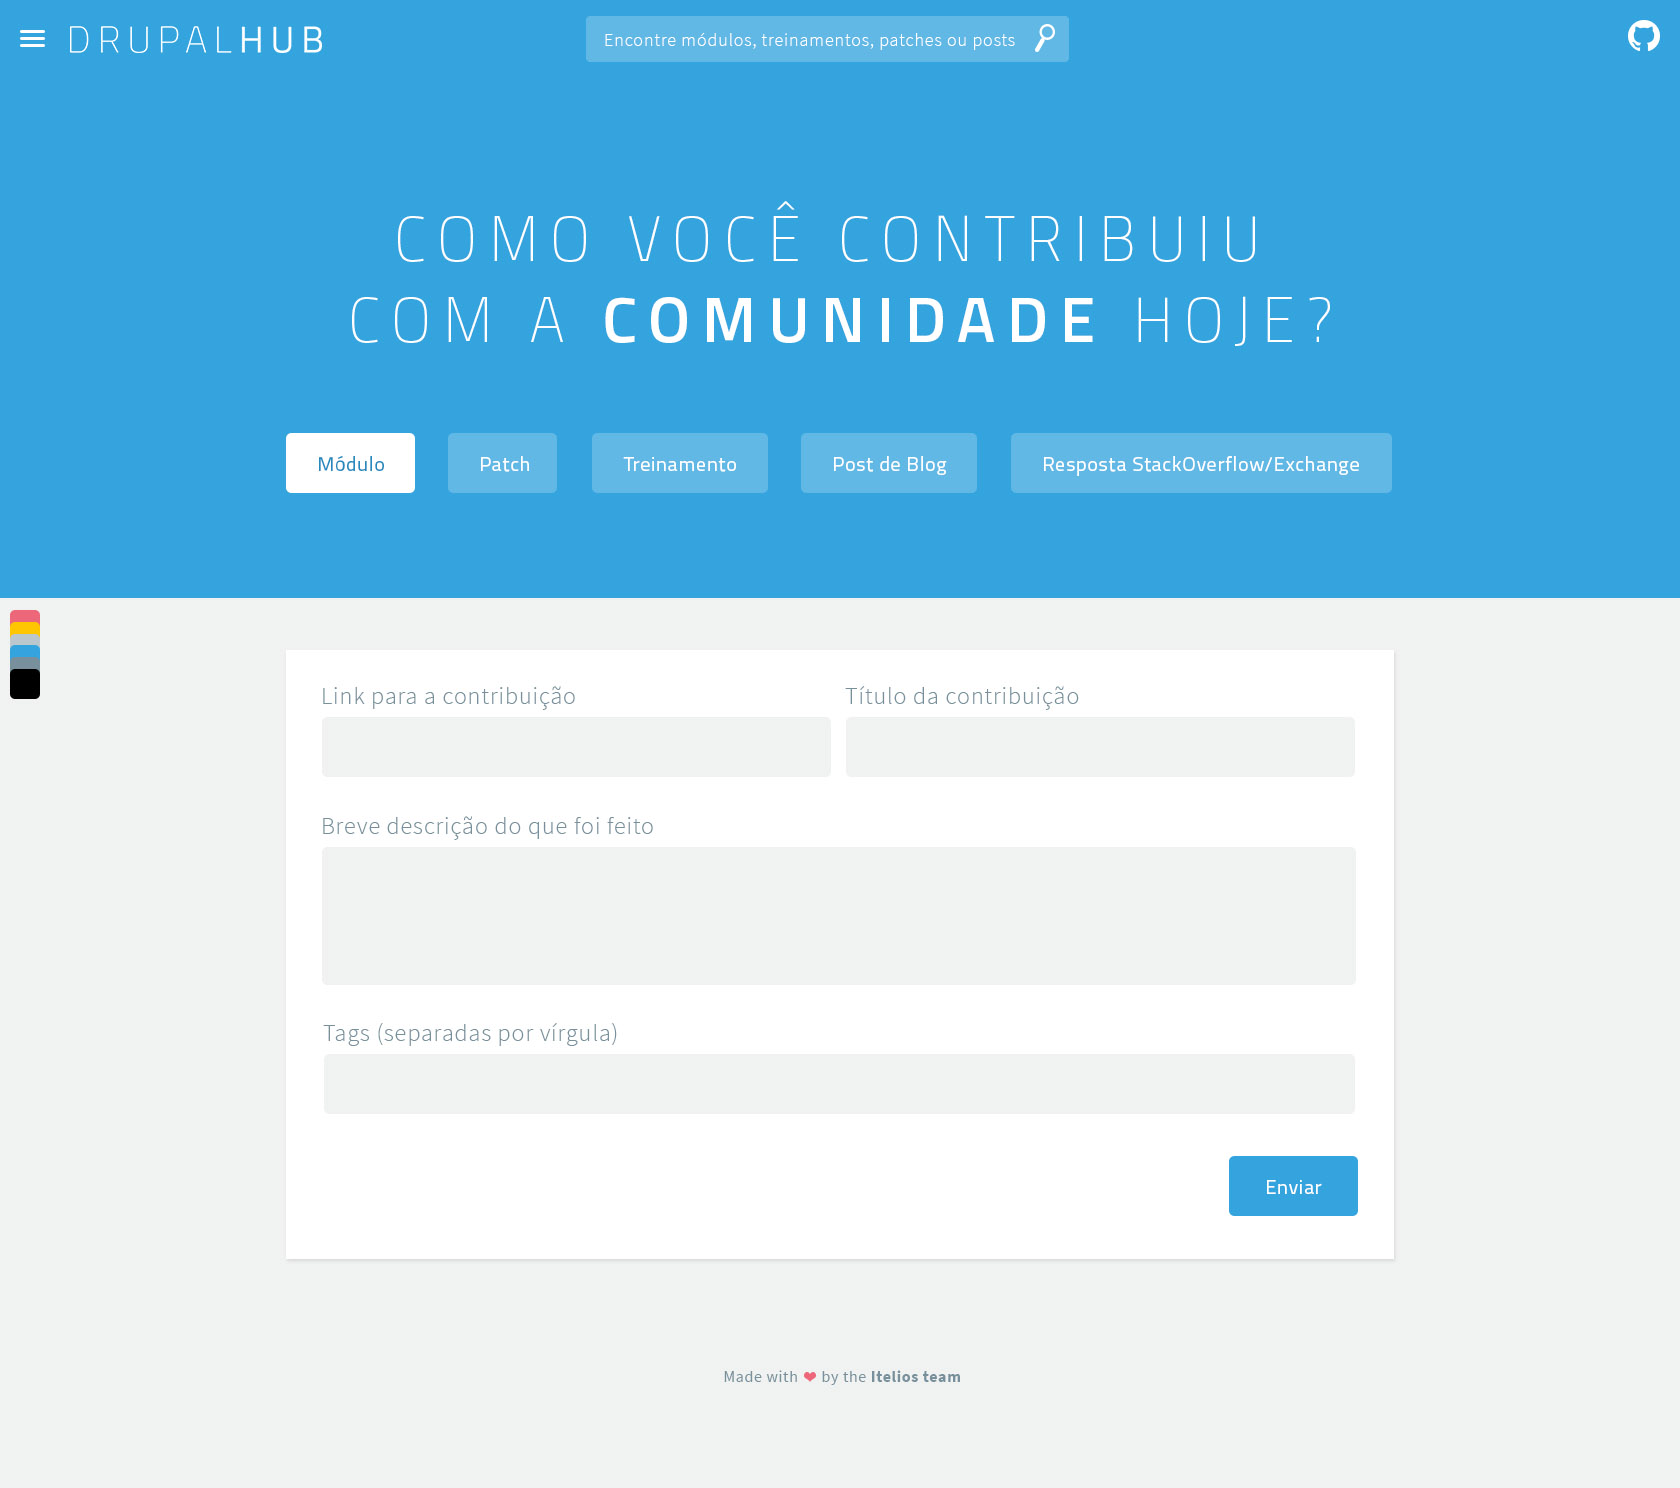 DRUPALHUB
Encontre módulos, treinamentos, patches ou posts
COMO VOCÊ CONTRIBUIU
COM A COMUNIDADE HOJE?
Módulo
Patch
Treinamento
Post de Blog
Resposta StackOverflow/Exchange
Link para a contribuição
Título da contribuição
Breve descrição do que foi feito
Tags (separadas por vírgula)
Enviar
Made with ❤ by the Itelios team